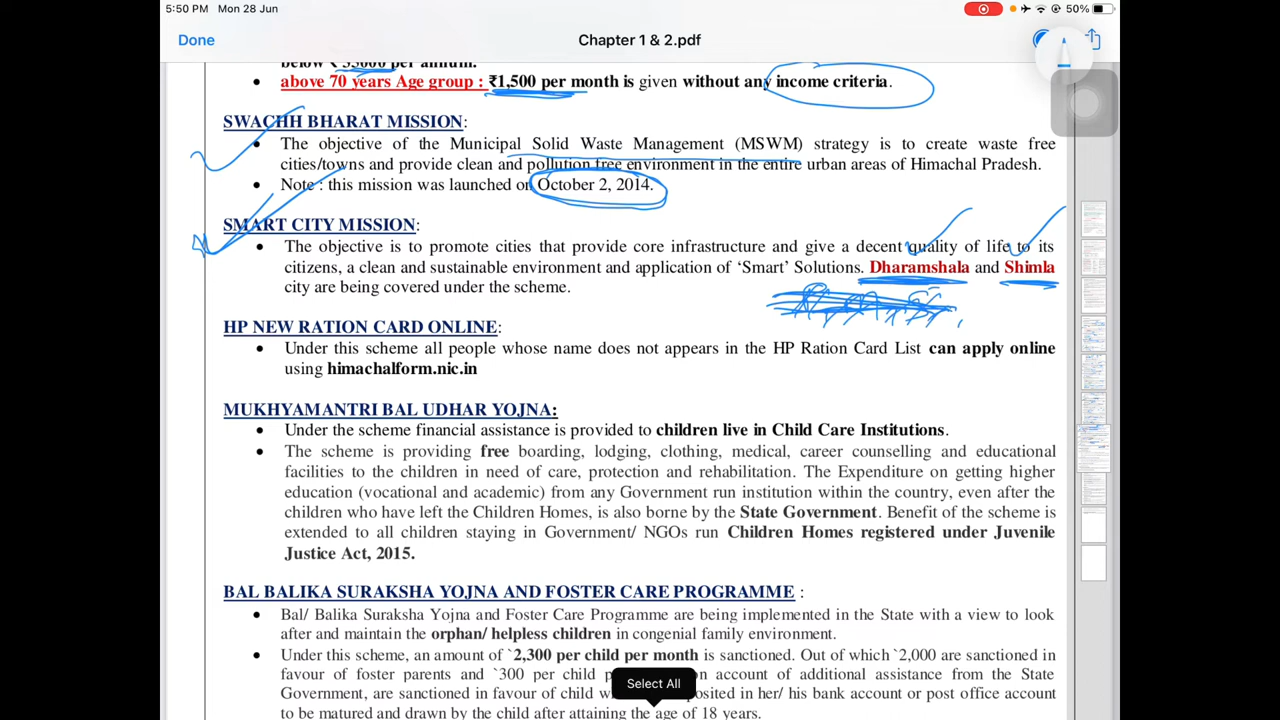 5:50 PM Mon 28 Jun
50%
Done
Chapter 1 & 2.pdf
below ₹ 35000 per annum.
• above 70 years Age group : ₹1,500 per month is given without any income criteria.
SWACHH BHARAT MISSION:
• The objective of the Municipal Solid Waste Management (MSWM) strategy is to create waste free
cities/towns and provide clean and pollution free environment in the entire urban areas of Himachal Pradesh.
• Note : this mission was launched on October 2, 2014.
SMART CITY MISSION:
• The objective is to promote cities that provide core infrastructure and give a decent quality of life to its
citizens, a clean and sustainable environment and application of ‘Smart’ Solutions. Dharamshala and Shimla
city are being covered under the scheme.
HP NEW RATION CARD ONLINE:
• Under this scheme all people whose name does not appears in the HP Ration Card List can apply online
using himachalform.nic.in
MUKHYAMANTRI BAL UDHAR YOJNA:
• Under the scheme financial assistance is provided to children live in Child Care Institutions.
• The scheme is providing free boarding, lodging, clothing, medical, career counselling and educational
facilities to the children in need of care, protection and rehabilitation. The Expenditure on getting higher
education (vocational and academic) from any Government run institution within the country, even after the
children who have left the Children Homes, is also borne by the State Government. Benefit of the scheme is
extended to all children staying in Government/ NGOs run Children Homes registered under Juvenile
Justice Act, 2015.
BAL BALIKA SURAKSHA YOJNA AND FOSTER CARE PROGRAMME :
• Bal/ Balika Suraksha Yojna and Foster Care Programme are being implemented in the State with a view to look
after and maintain the orphan/ helpless children in congenial family environment.
• Under this scheme, an amount of `2,300 per child per month is sanctioned. Out of which `2,000 are sanctioned in
favour of foster parents and `300 per child on account of additional assistance from the State
Government, are sanctioned in favour of child deposited in her/ his bank account or post office account
to be matured and drawn by the child after attaining the age of 18 years.
Select All